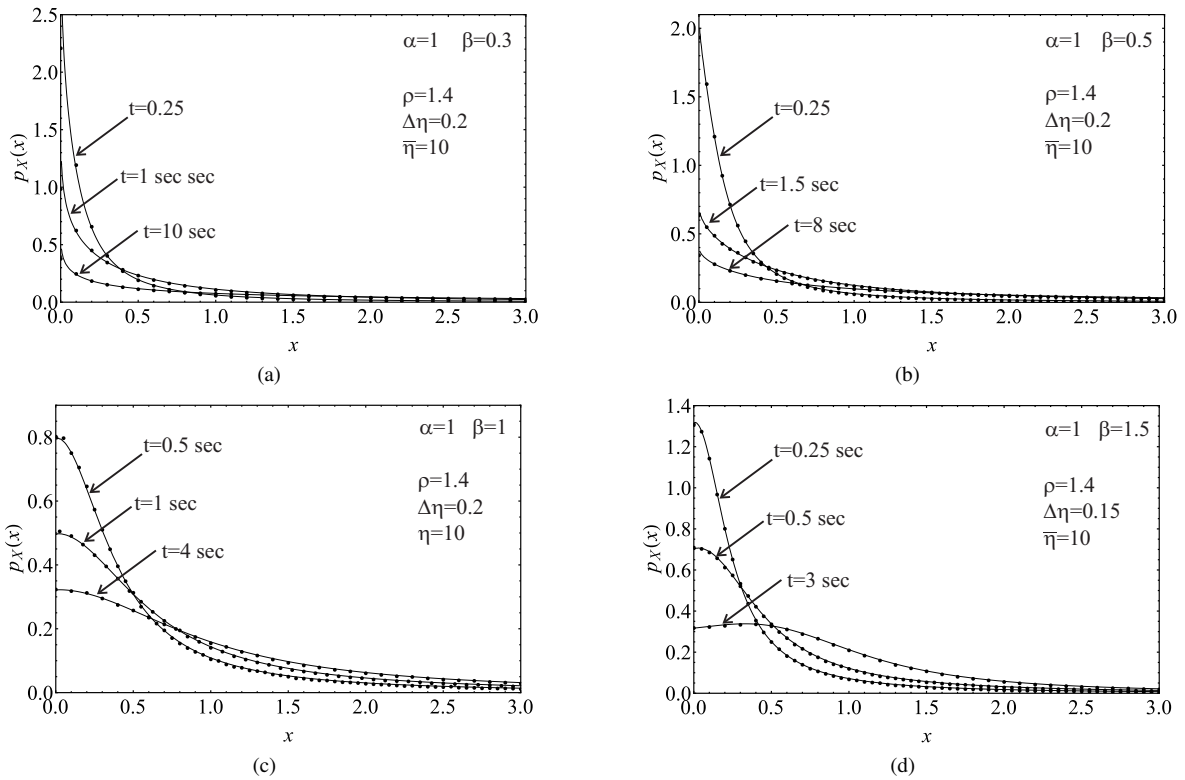 2.5
2.0
1.5
1.0
0.5
0.0
0.0 0.5 1.0 1.5 2.0 2.5 3.0
p_X(x)
x
α=1 β=0.3
ρ=1.4
Δη=0.2
η̅=10
t=0.25
t=1 sec sec
t=10 sec
(a)
2.0
1.5
1.0
0.5
0.0
0.0 0.5 1.0 1.5 2.0 2.5 3.0
p_X(x)
x
α=1 β=0.5
ρ=1.4
Δη=0.2
η̅=10
t=0.25
t=1.5 sec
t=8 sec
(b)
0.8
0.6
0.4
0.2
0.0
0.0 0.5 1.0 1.5 2.0 2.5 3.0
p_X(x)
x
α=1 β=1
ρ=1.4
Δη=0.2
η=10
t=0.5 sec
t=1 sec
t=4 sec
(c)
1.4
1.2
1.0
0.8
0.6
0.4
0.2
0.0
0.0 0.5 1.0 1.5 2.0 2.5 3.0
p_X(x)
x
α=1 β=1.5
ρ=1.4
Δη=0.15
η̅=10
t=0.25 sec
t=0.5 sec
t=3 sec
(d)